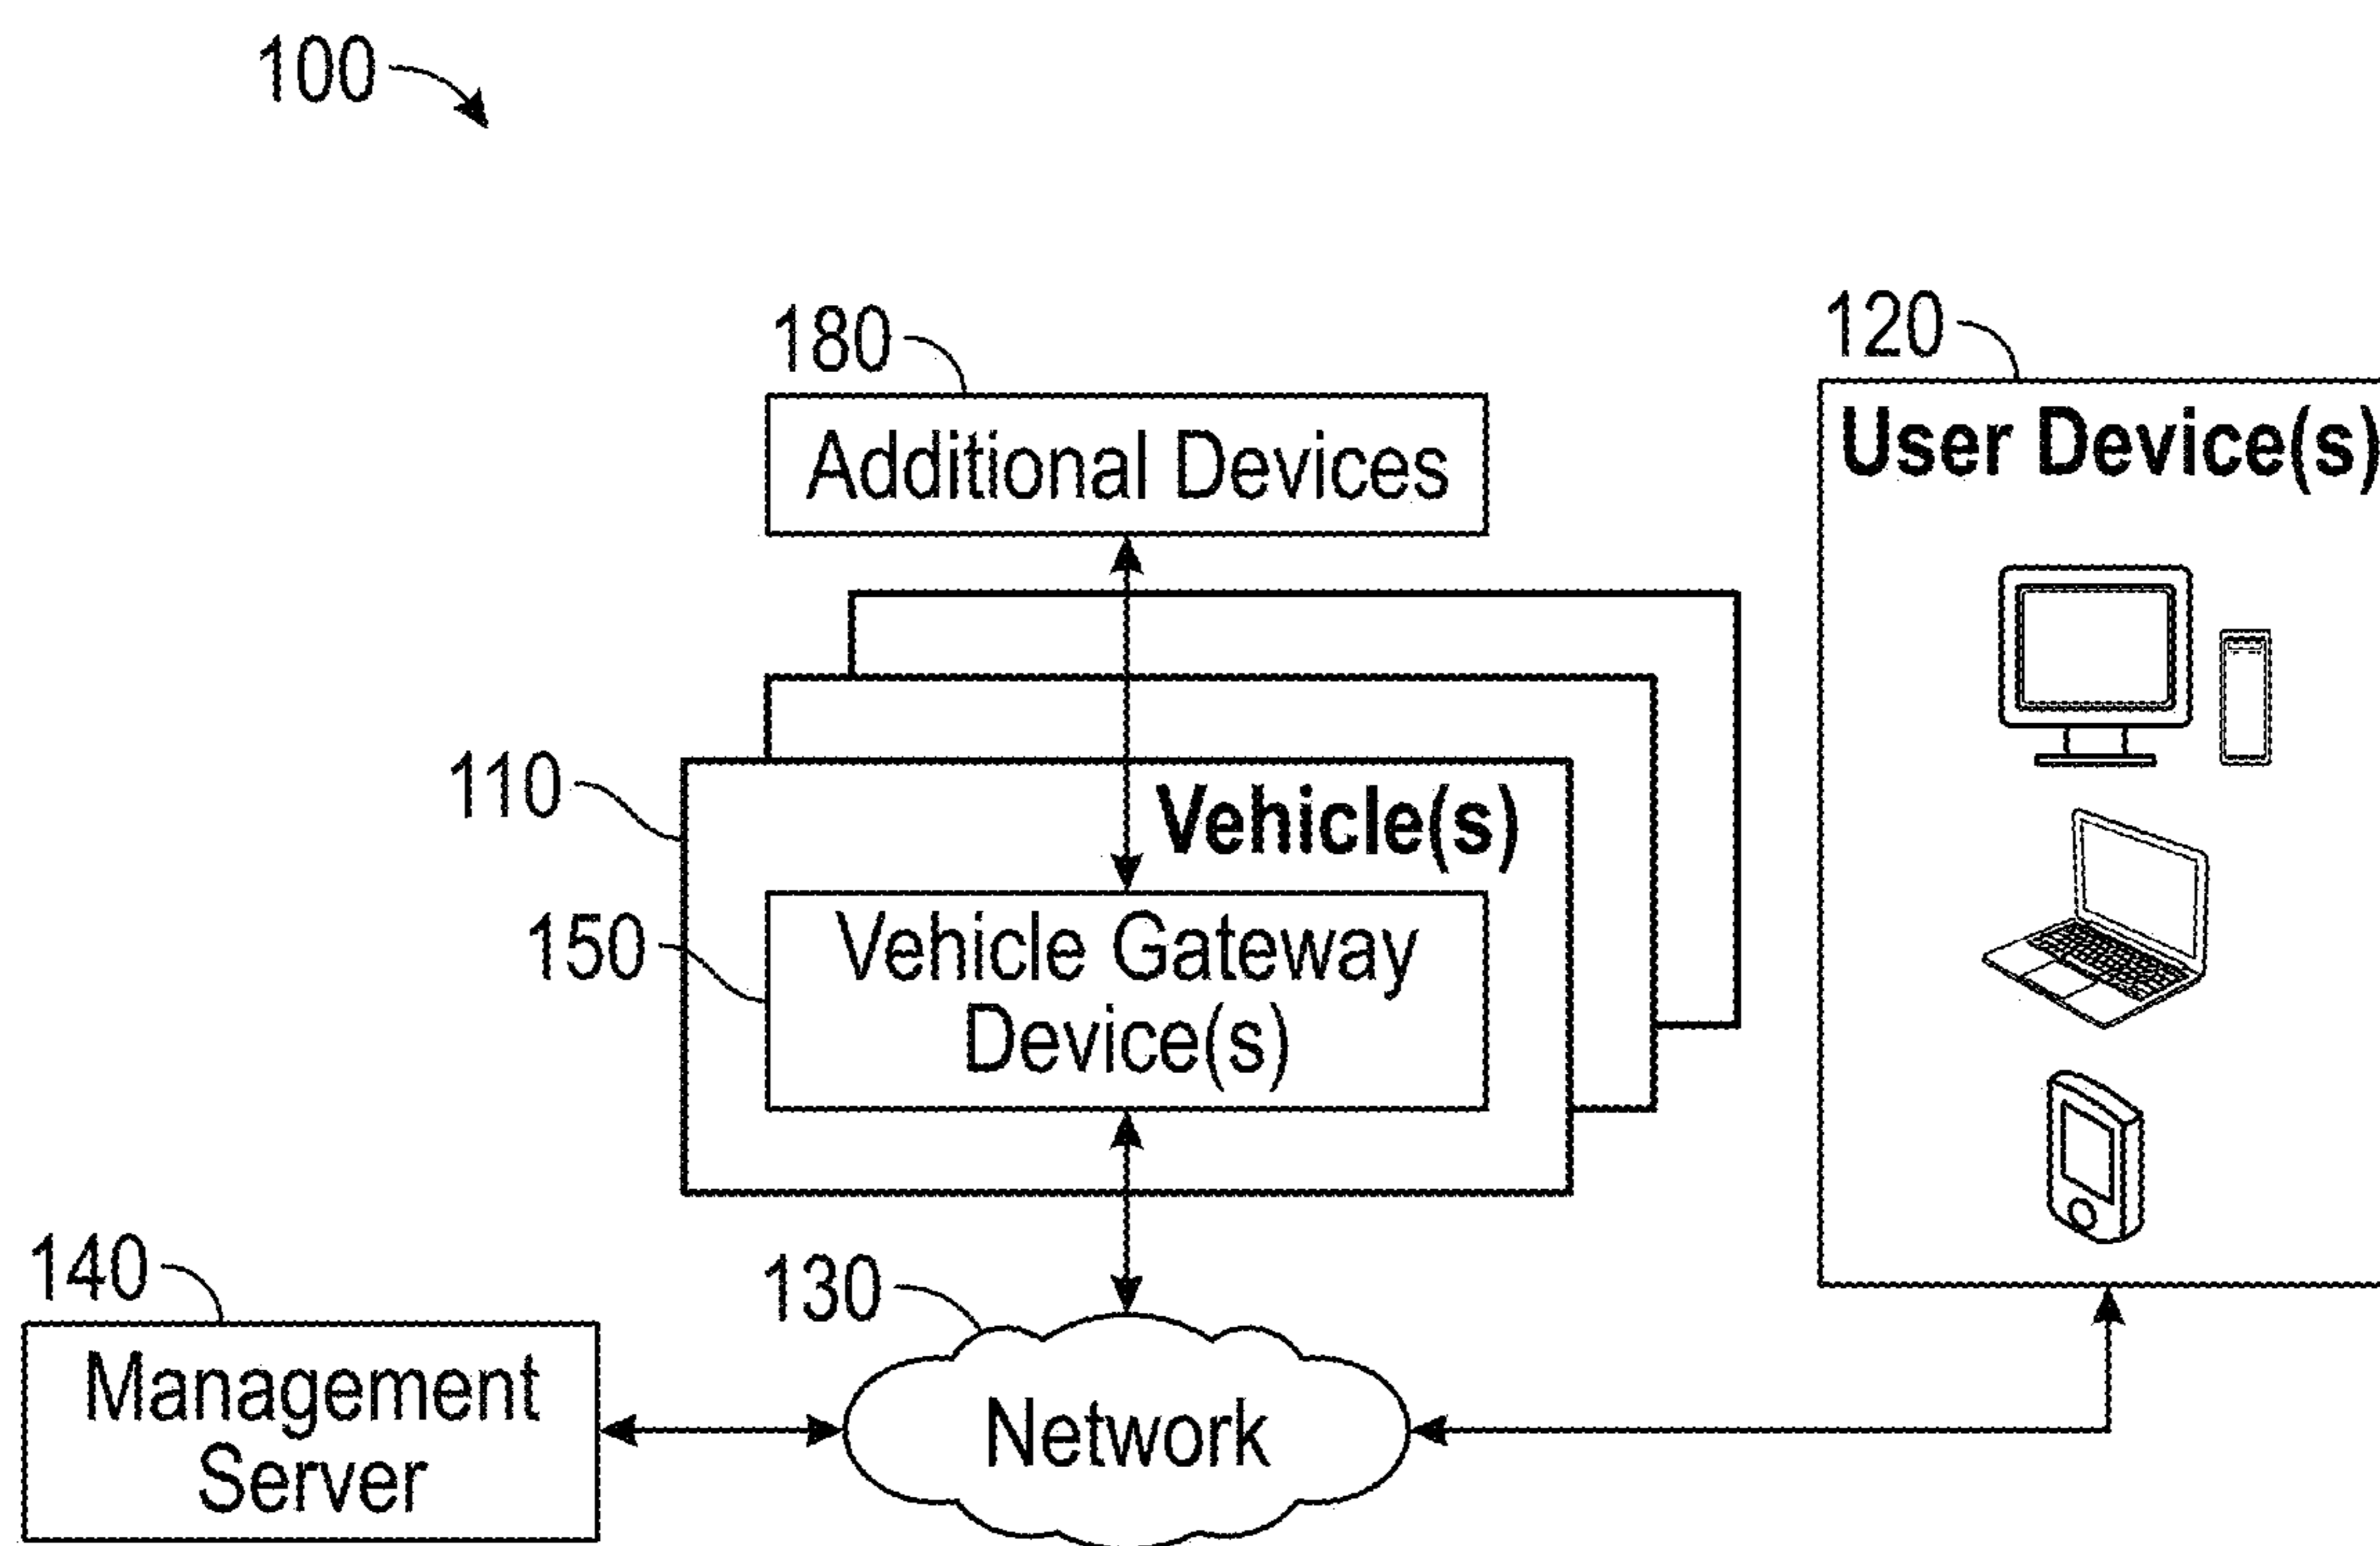 100
180
Additional Devices
120
User Device(s)
110
Vehicle(s)
150
Vehicle Gateway
Device(s)
140
Management
Server
130
Network